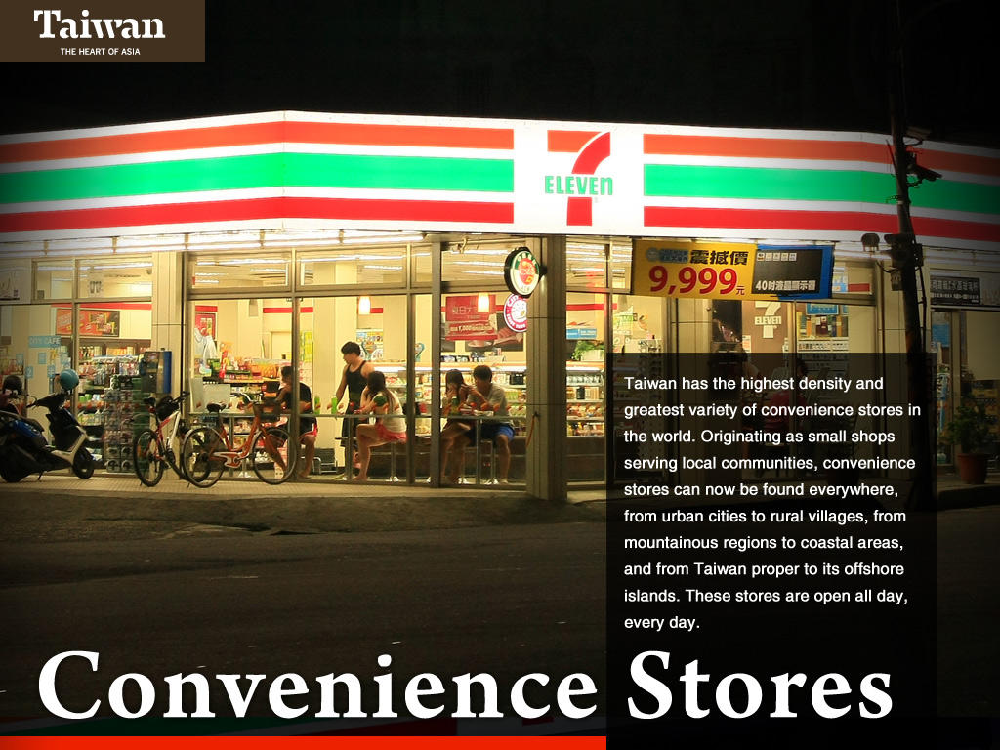 Taiwan
THE HEART OF ASIA
7
ELEVEN
震撼價
9,999元
40吋液晶顯示器
ELEVEN
CITY CAFE
Taiwan has the highest density and
greatest variety of convenience stores in
the world. Originating as small shops
serving local communities, convenience
stores can now be found everywhere,
from urban cities to rural villages, from
mountainous regions to coastal areas,
and from Taiwan proper to its offshore
islands. These stores are open all day,
every day.
Convenience Stores